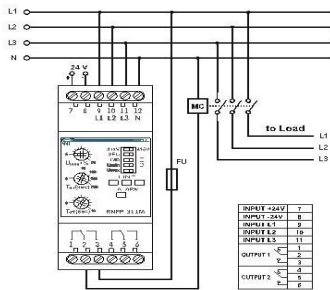 L1
L2
L3
N
24 V
+ -
7 8 9 10 11 12
L1 L2 L3 N
MC
to Load
L1
L2
L3
FU
1 2 3 4 5 6
INPUT +24V 7
INPUT -24V 8
INPUT L1 9
INPUT L2 10
INPUT L3 11
OUTPUT 1 1
2
3
OUTPUT 2 4
5
6